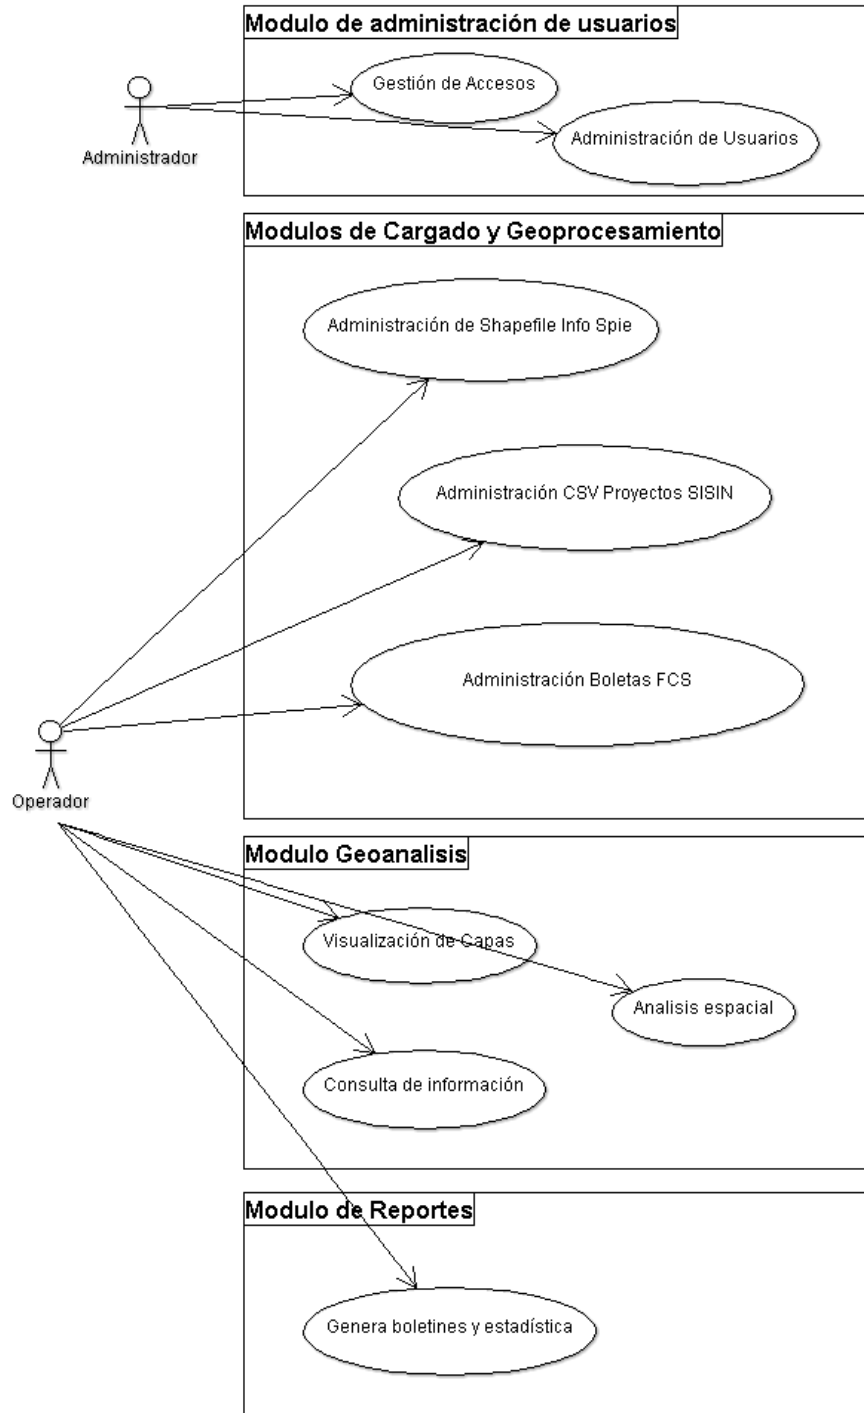 Modulo de administración de usuarios
Gestión de Accesos
Administración de Usuarios
Administrador
Modulos de Cargado y Geoprocesamiento
Administración de Shapefile Info Spie
Administración CSV Proyectos SISIN
Administración Boletas FCS
Operador
Modulo Geoanalisis
Visualización de Capas
Analisis espacial
Consulta de información
Modulo de Reportes
Genera boletines y estadística